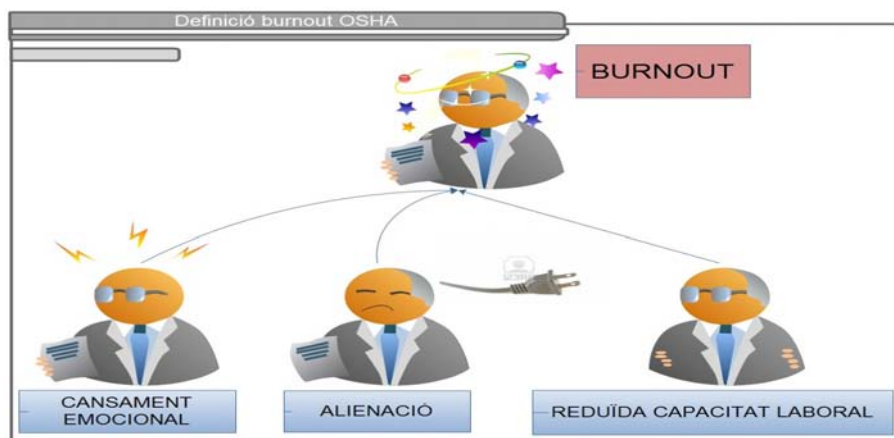 Definició burnout OSHA
BURNOUT
CANSAMENT
EMOCIONAL
ALIENACIÓ
REDUÏDA CAPACITAT LABORAL